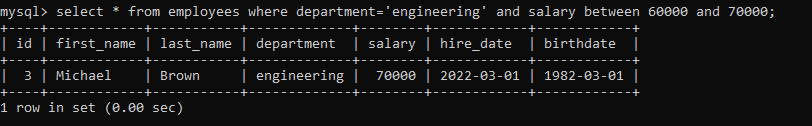 mysql> select * from employees where department='engineering' and salary between 60000 and 70000;
+----+------------+-----------+-------------+--------+------------+------------+
| id | first_name | last_name | department  | salary | hire_date  | birthdate  |
+----+------------+-----------+-------------+--------+------------+------------+
|  3 | Michael    | Brown     | engineering |  70000 | 2022-03-01 | 1982-03-01 |
+----+------------+-----------+-------------+--------+------------+------------+
1 row in set (0.00 sec)